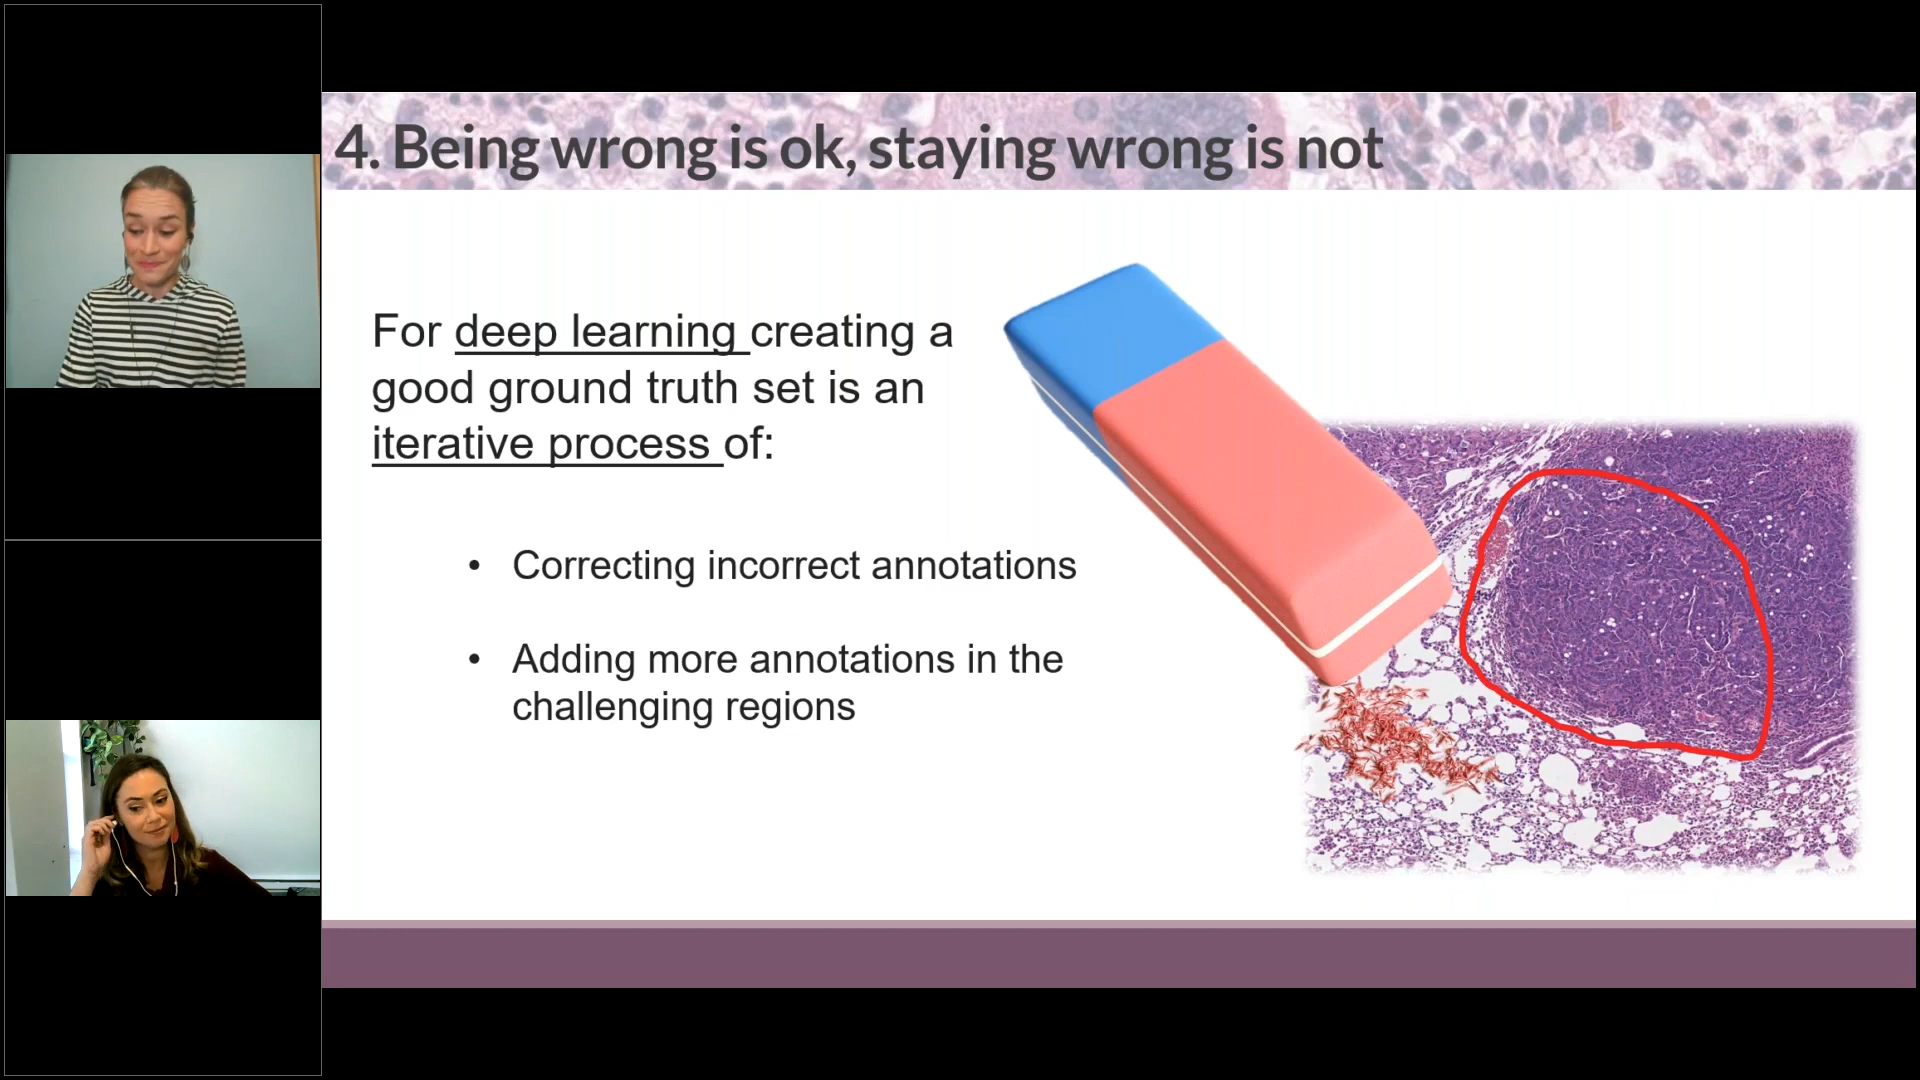 4. Being wrong is ok, staying wrong is not
For deep learning creating a
good ground truth set is an
iterative process of:
• Correcting incorrect annotations
• Adding more annotations in the
challenging regions